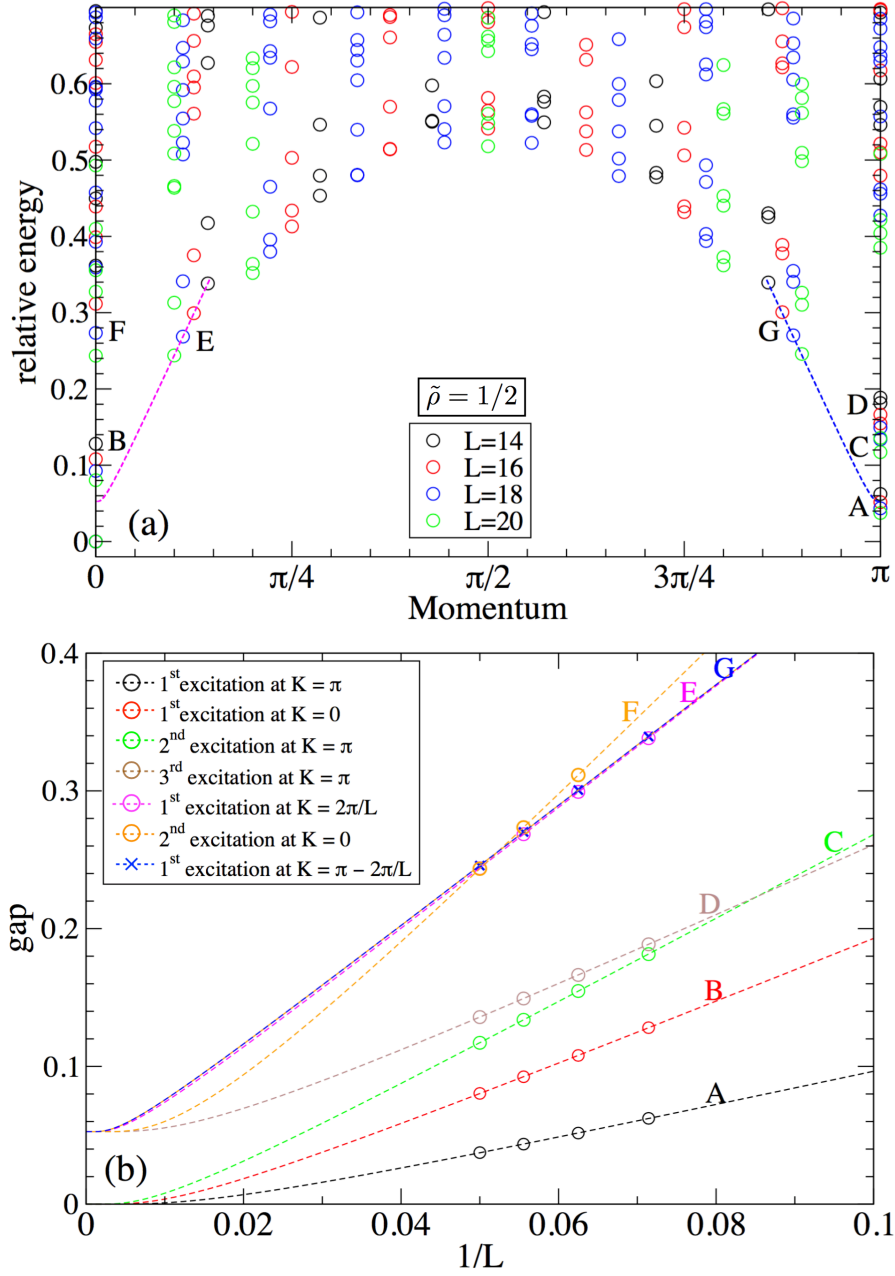 0.6
0.5
0.4
0.3
0.2
0.1
0
relative energy
F
E
B
G
D
C
A
ρ̃ = 1/2
L=14
L=16
L=18
L=20
(a)
0
π/4
π/2
3π/4
π
Momentum
0.4
0.3
0.2
0.1
0
gap
1st excitation at K = π
1st excitation at K = 0
2nd excitation at K = π
3rd excitation at K = π
1st excitation at K = 2π/L
2nd excitation at K = 0
1st excitation at K = π − 2π/L
G
E
F
C
D
B
A
(b)
0
0.02
0.04
0.06
0.08
0.1
1/L